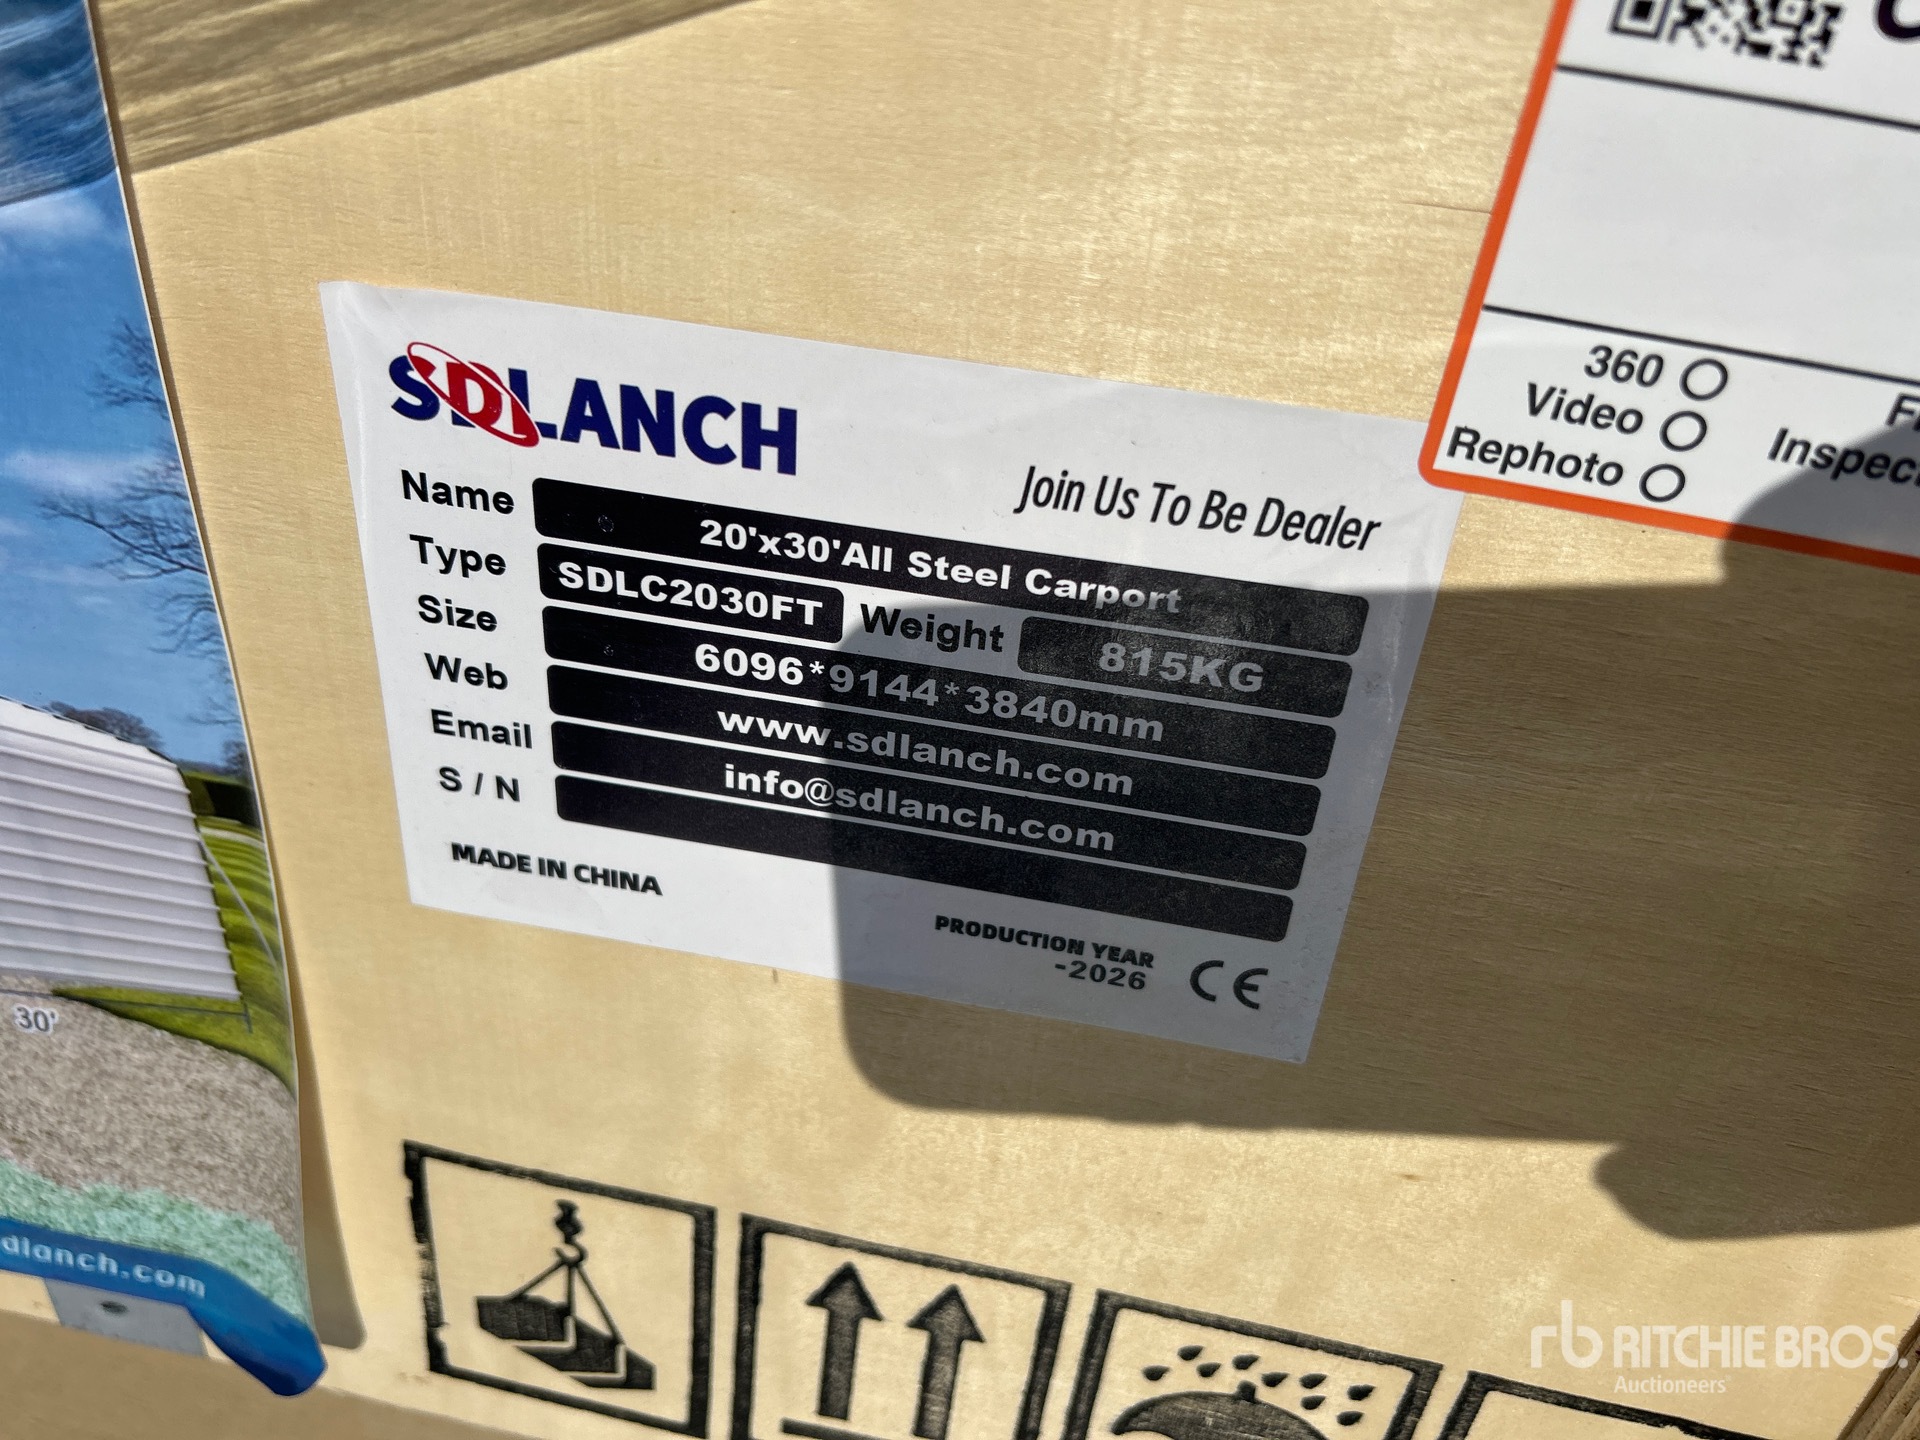 SDLANCH
Join Us To Be Dealer
Name 20'x30'All Steel Carport
Type SDLC2030FT Weight 815KG
Size 6096*9144*3840mm
Web www.sdlanch.com
Email info@sdlanch.com
S / N
MADE IN CHINA
PRODUCTION YEAR
-2026
CE
360
Video
Rephoto
30'
dlanch.com
rb RITCHIE BROS.
Auctioneers